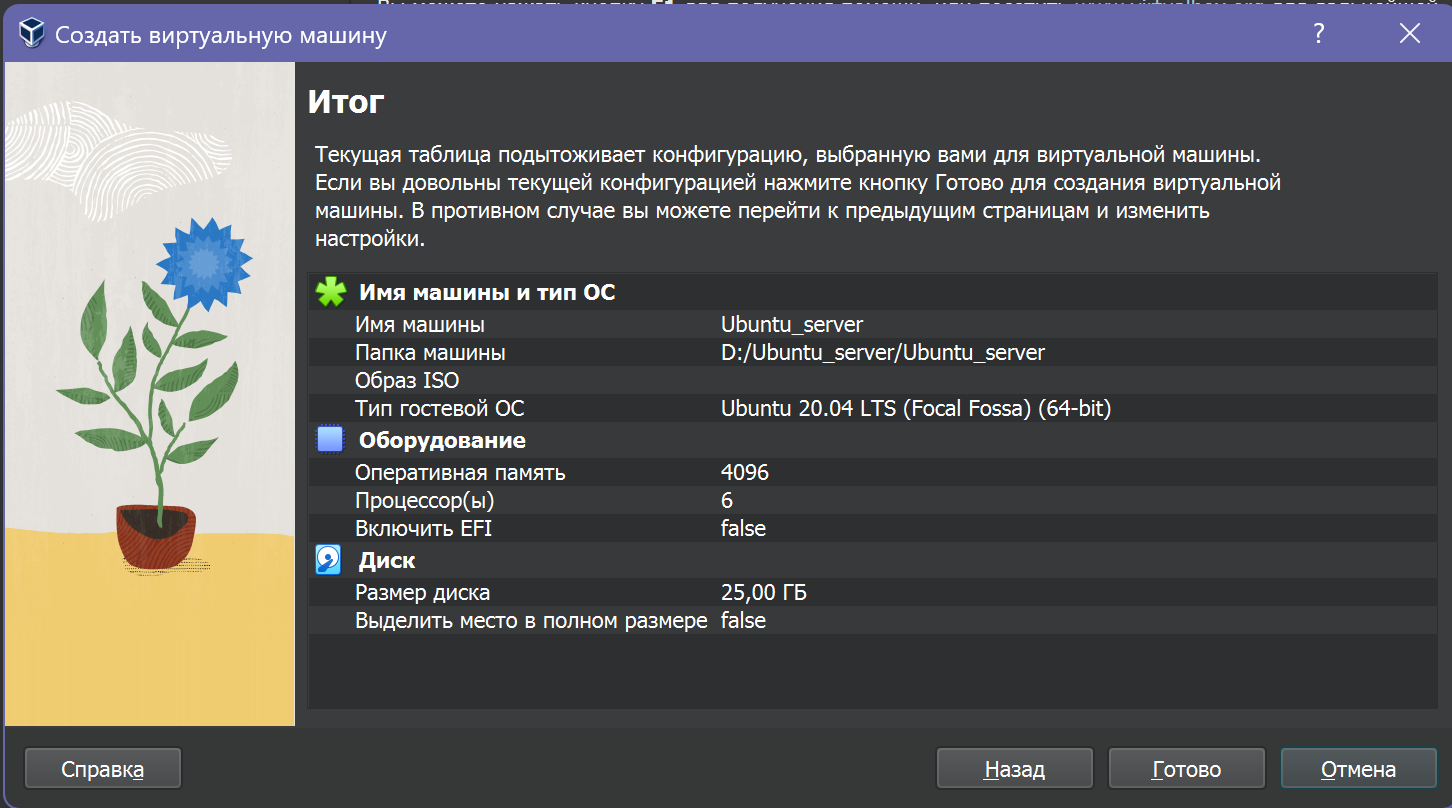 Создать виртуальную машину
?
Итог
Текущая таблица подытоживает конфигурацию, выбранную вами для виртуальной машины.
Если вы довольны текущей конфигурацией нажмите кнопку Готово для создания виртуальной
машины. В противном случае вы можете перейти к предыдущим страницам и изменить
настройки.
Имя машины и тип ОС
Имя машины Ubuntu_server
Папка машины D:/Ubuntu_server/Ubuntu_server
Образ ISO
Тип гостевой ОС Ubuntu 20.04 LTS (Focal Fossa) (64-bit)
Оборудование
Оперативная память 4096
Процессор(ы) 6
Включить EFI false
Диск
Размер диска 25,00 ГБ
Выделить место в полном размере false
Справка Назад Готово Отмена